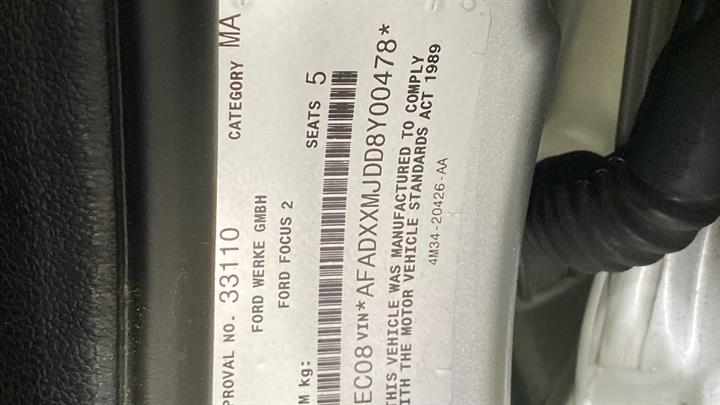 PROVAL NO. 33110 CATEGORY MA
FORD WERKE GMBH
FORD FOCUS 2
M kg: SEATS 5
EC08 VIN*AFADXXMJDD8Y00478*
THIS VEHICLE WAS MANUFACTURED TO COMPLY
ITH THE MOTOR VEHICLE STANDARDS ACT 1989
4M34-20426-AA